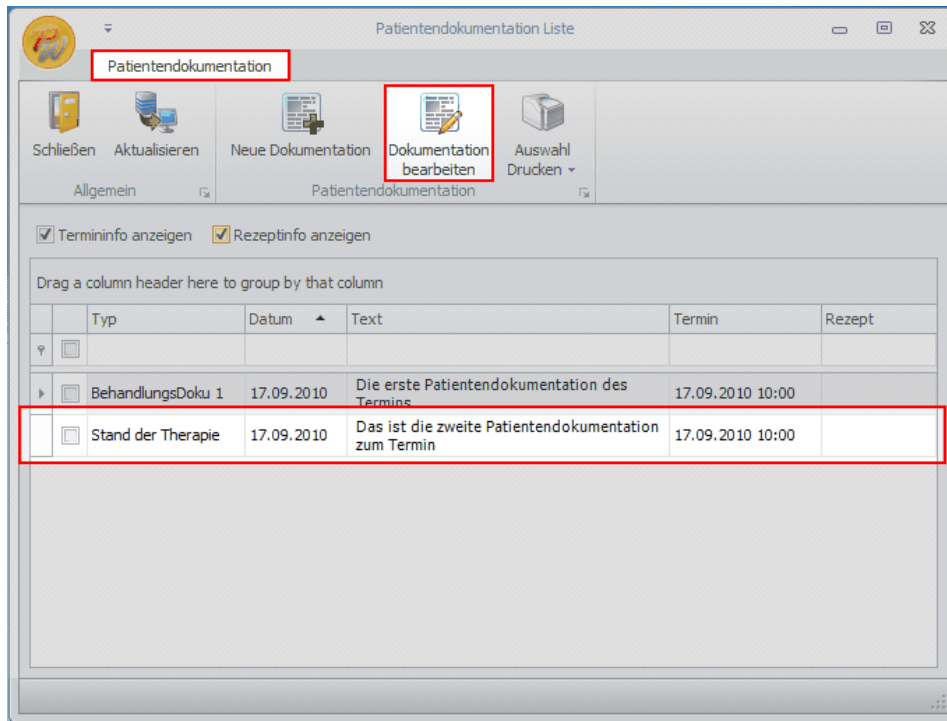 Patientendokumentation Liste
Patientendokumentation
Schließen
Aktualisieren
Neue Dokumentation
Dokumentation
bearbeiten
Auswahl
Drucken
Allgemein
Patientendokumentation
Termininfo anzeigen
Rezeptinfo anzeigen
Drag a column header here to group by that column
Typ Datum Text Termin Rezept
BehandlungsDoku 1 17.09.2010 Die erste Patientendokumentation des
Termins 17.09.2010 10:00
Stand der Therapie 17.09.2010 Das ist die zweite Patientendokumentation
zum Termin 17.09.2010 10:00